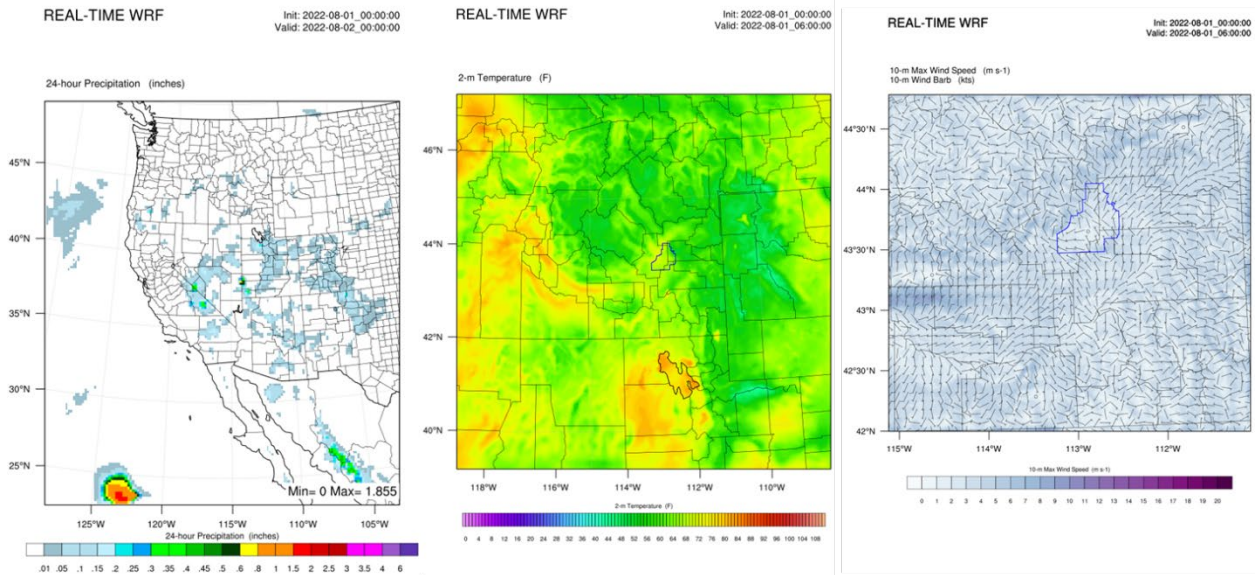 REAL-TIME WRF
Init: 2022-08-01_00:00:00
Valid: 2022-08-02_00:00:00
24-hour Precipitation (inches)
45°N
40°N
35°N
30°N
25°N
Min= 0 Max= 1.855
125°W 120°W 115°W 110°W 105°W
24-hour Precipitation (inches)
.01 .05 .1 .15 .2 .25 .3 .35 .4 .45 .5 .6 .8 1 1.5 2 2.5 3 3.5 4 6
REAL-TIME WRF
Init: 2022-08-01_00:00:00
Valid: 2022-08-01_06:00:00
2-m Temperature (F)
46°N
44°N
42°N
40°N
118°W 116°W 114°W 112°W 110°W
2-m Temperature (F)
0 4 8 12 16 20 24 28 32 36 40 44 48 52 56 60 64 68 72 76 80 84 88 92 96 100 104 108
REAL-TIME WRF
Init: 2022-08-01_00:00:00
Valid: 2022-08-01_06:00:00
10-m Max Wind Speed (m s-1)
10-m Wind Barb (kts)
44°30'N
44°N
43°30'N
43°N
42°30'N
42°N
115°W 114°W 113°W 112°W
10-m Max Wind Speed (m s-1)
0 1 2 3 4 5 6 7 8 9 10 11 12 13 14 15 16 17 18 19 20